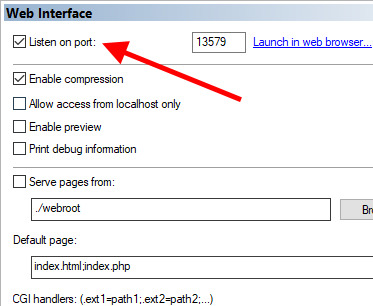 Web Interface
Listen on port: 13579 Launch in web browser...
Enable compression
Allow access from localhost only
Enable preview
Print debug information
Serve pages from:
./webroot
Default page:
index.html;index.php
CGI handlers: (.ext1=path1;.ext2=path2;...)